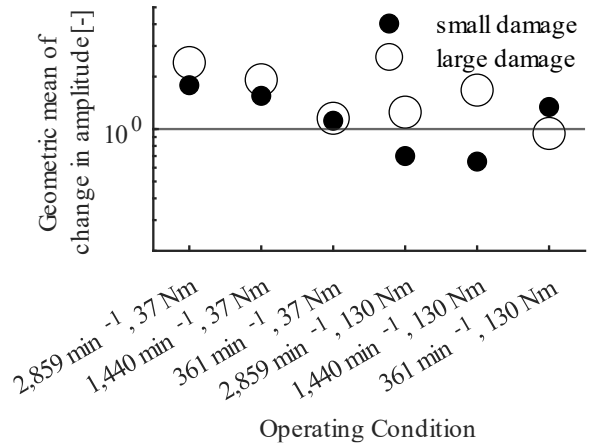 Geometric mean of
change in amplitude[-]
10⁰
small damage
large damage
2,859 min ⁻¹, 37 Nm
1,440 min ⁻¹, 37 Nm
361 min ⁻¹, 37 Nm
2,859 min ⁻¹, 130 Nm
1,440 min ⁻¹, 130 Nm
361 min ⁻¹, 130 Nm
Operating Condition